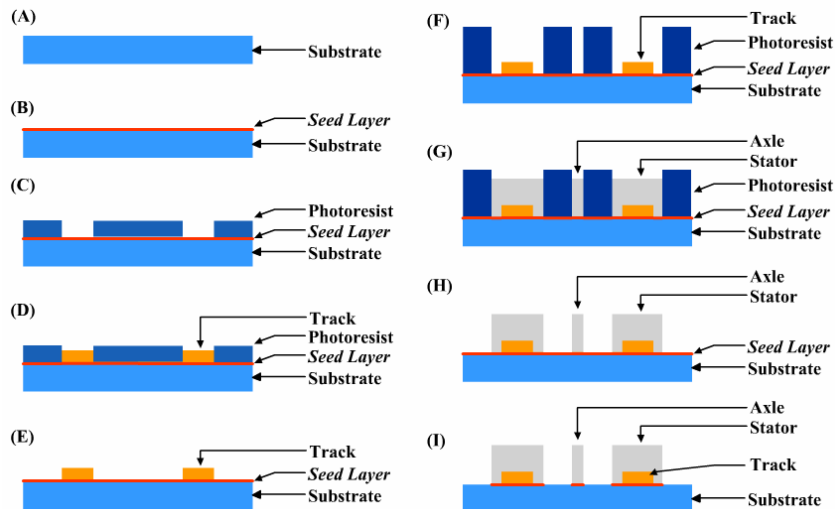 (A)
Substrate
(B)
Seed Layer
Substrate
(C)
Photoresist
Seed Layer
Substrate
(D)
Track
Photoresist
Seed Layer
Substrate
(E)
Track
Seed Layer
Substrate
(F)
Track
Photoresist
Seed Layer
Substrate
(G)
Axle
Stator
Photoresist
Seed Layer
Substrate
(H)
Axle
Stator
Seed Layer
Substrate
(I)
Axle
Stator
Track
Substrate